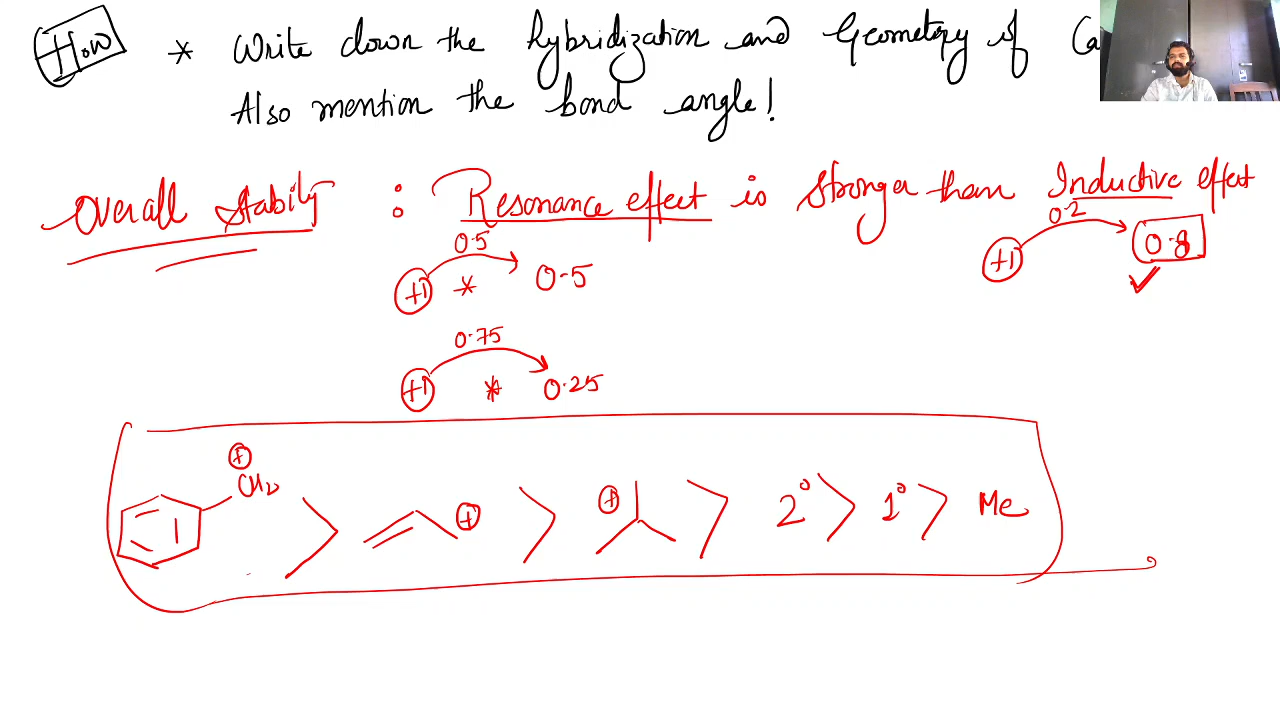 How * Write down the hybridization and Geometry of Ca
Also mention the bond angle!
Overall stability : Resonance effect is stronger than Inductive effect
0.5 0.2
+1 * 0.5 +1 0.8
0.75
+1 * 0.25
+ CH2 > + > + > 2° > 1° > Me